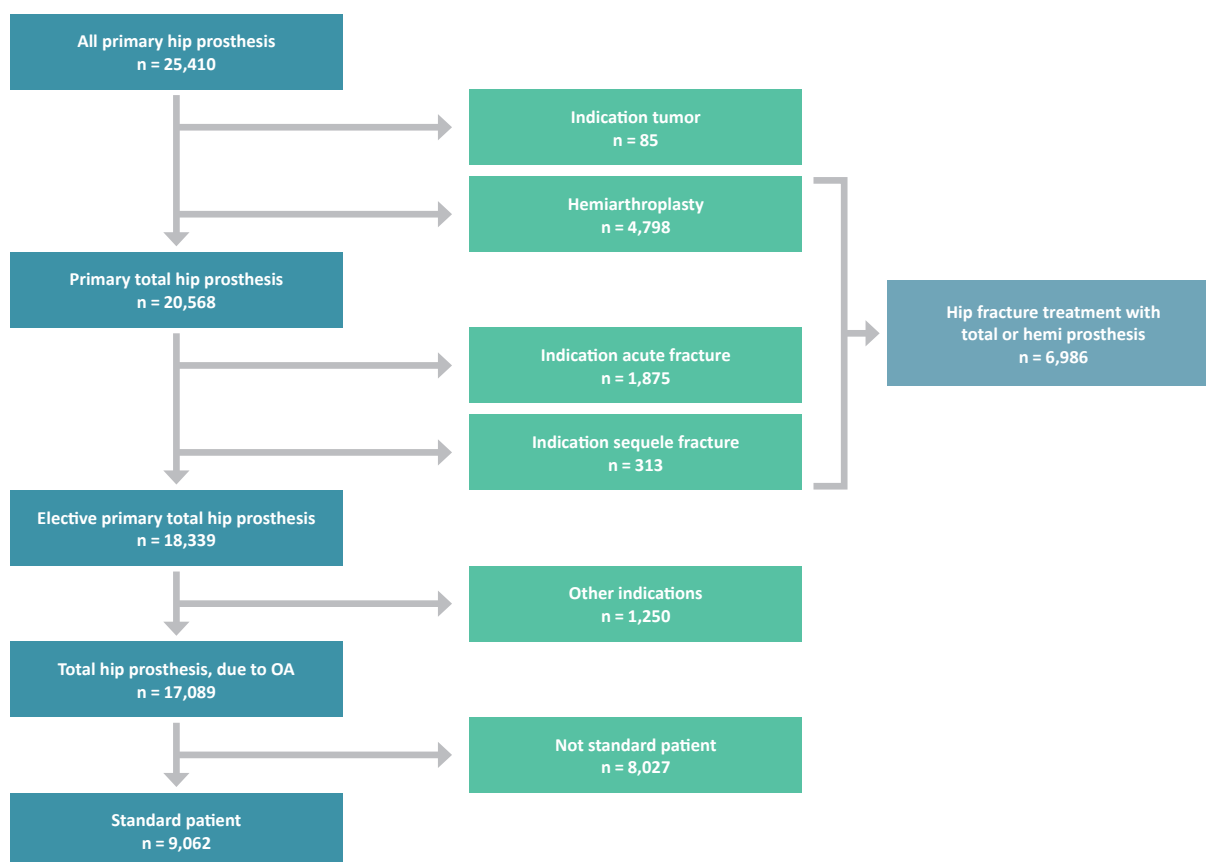 All primary hip prosthesis
n = 25,410
Indication tumor
n = 85
Hemiarthroplasty
n = 4,798
Primary total hip prosthesis
n = 20,568
Hip fracture treatment with
total or hemi prosthesis
n = 6,986
Indication acute fracture
n = 1,875
Indication sequele fracture
n = 313
Elective primary total hip prosthesis
n = 18,339
Other indications
n = 1,250
Total hip prosthesis, due to OA
n = 17,089
Not standard patient
n = 8,027
Standard patient
n = 9,062